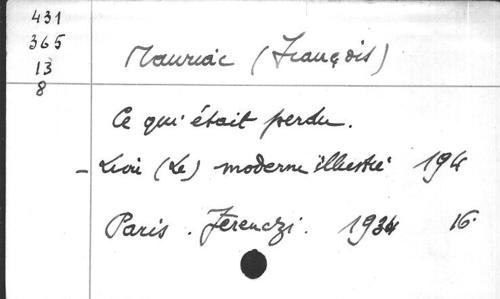 431
365
13
8
Mauriac (François)
Ce qui était perdu.
- Livre (Le) moderne illustré 194
Paris. Ferenczi. 1934 16.